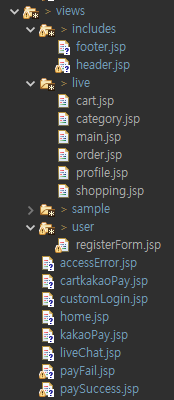 > views
> includes
footer.jsp
header.jsp
> live
cart.jsp
category.jsp
main.jsp
order.jsp
profile.jsp
shopping.jsp
> sample
> user
registerForm.jsp
accessError.jsp
cartkakaoPay.jsp
customLogin.jsp
home.jsp
kakaoPay.jsp
liveChat.jsp
payFail.jsp
paySuccess.jsp